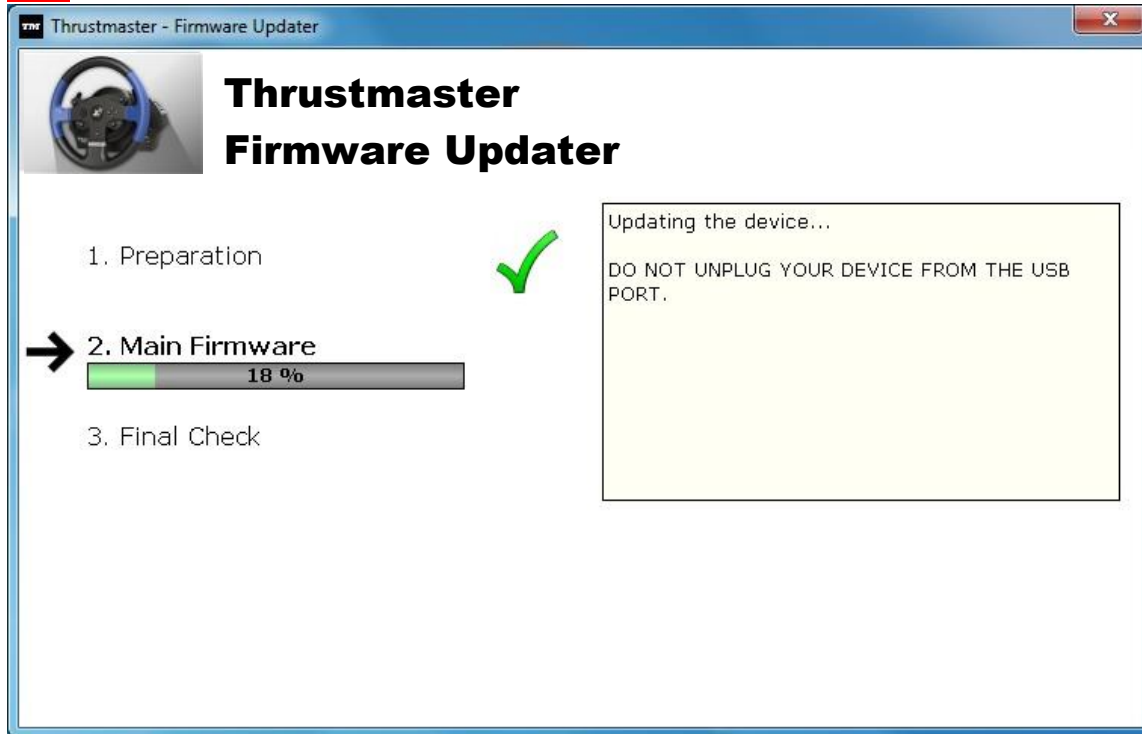 TM Thrustmaster - Firmware Updater
Thrustmaster
Firmware Updater
1. Preparation
2. Main Firmware
18 %
3. Final Check
Updating the device...
DO NOT UNPLUG YOUR DEVICE FROM THE USB
PORT.